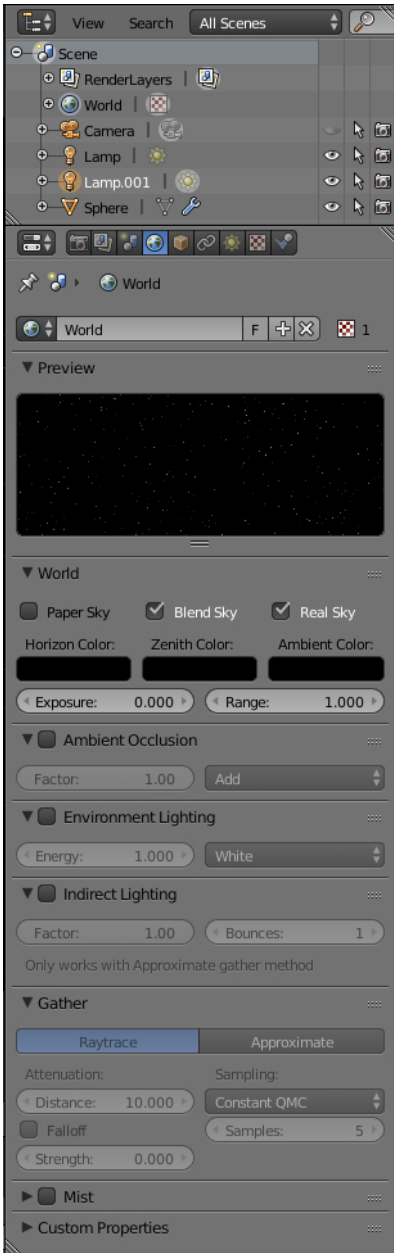 View Search All Scenes
Scene
RenderLayers
World
Camera
Lamp
Lamp.001
Sphere
World
World F 1
Preview
World
Paper Sky Blend Sky Real Sky
Horizon Color: Zenith Color: Ambient Color:
Exposure: 0.000 Range: 1.000
Ambient Occlusion
Factor: 1.00 Add
Environment Lighting
Energy: 1.000 White
Indirect Lighting
Factor: 1.00 Bounces: 1
Only works with Approximate gather method
Gather
Raytrace Approximate
Attenuation: Sampling:
Distance: 10.000 Constant QMC
Falloff Samples: 5
Strength: 0.000
Mist
Custom Properties